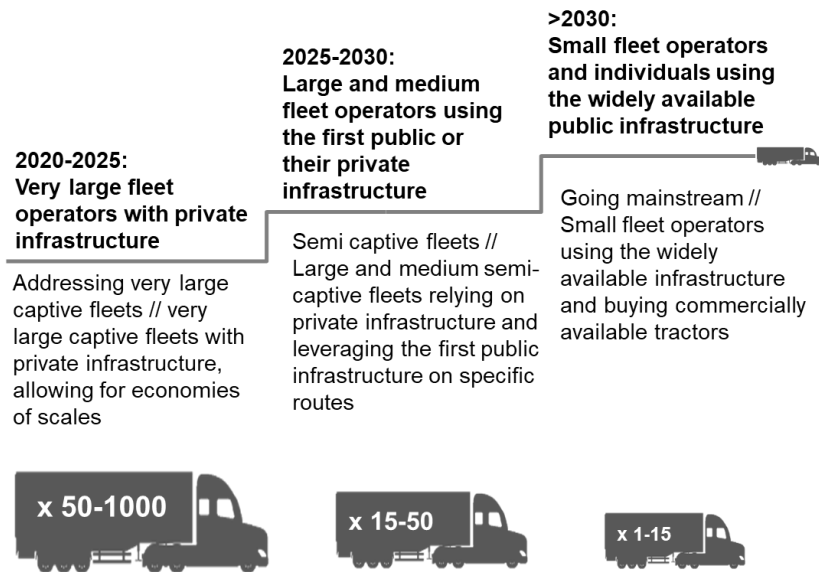 2020-2025:
Very large fleet
operators with private
infrastructure
Addressing very large
captive fleets // very
large captive fleets with
private infrastructure,
allowing for economies
of scales
x 50-1000
2025-2030:
Large and medium
fleet operators using
the first public or
their private
infrastructure
Semi captive fleets //
Large and medium semi-
captive fleets relying on
private infrastructure and
leveraging the first public
infrastructure on specific
routes
x 15-50
>2030:
Small fleet operators
and individuals using
the widely available
public infrastructure
Going mainstream //
Small fleet operators
using the widely
available infrastructure
and buying commercially
available tractors
x 1-15